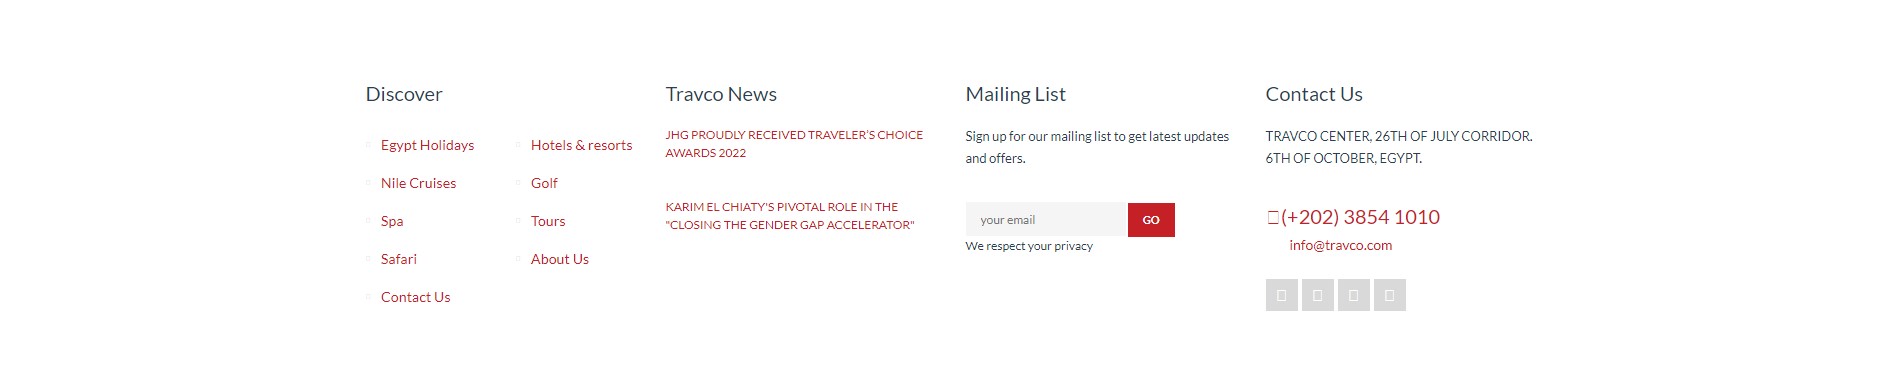 Discover
Egypt Holidays
Hotels & resorts
Nile Cruises
Golf
Spa
Tours
Safari
About Us
Contact Us
Travco News
JHG PROUDLY RECEIVED TRAVELER'S CHOICE
AWARDS 2022
KARIM EL CHIATY'S PIVOTAL ROLE IN THE
"CLOSING THE GENDER GAP ACCELERATOR"
Mailing List
Sign up for our mailing list to get latest updates
and offers.
your email
GO
We respect your privacy
Contact Us
TRAVCO CENTER, 26TH OF JULY CORRIDOR.
6TH OF OCTOBER, EGYPT.
(+202) 3854 1010
info@travco.com